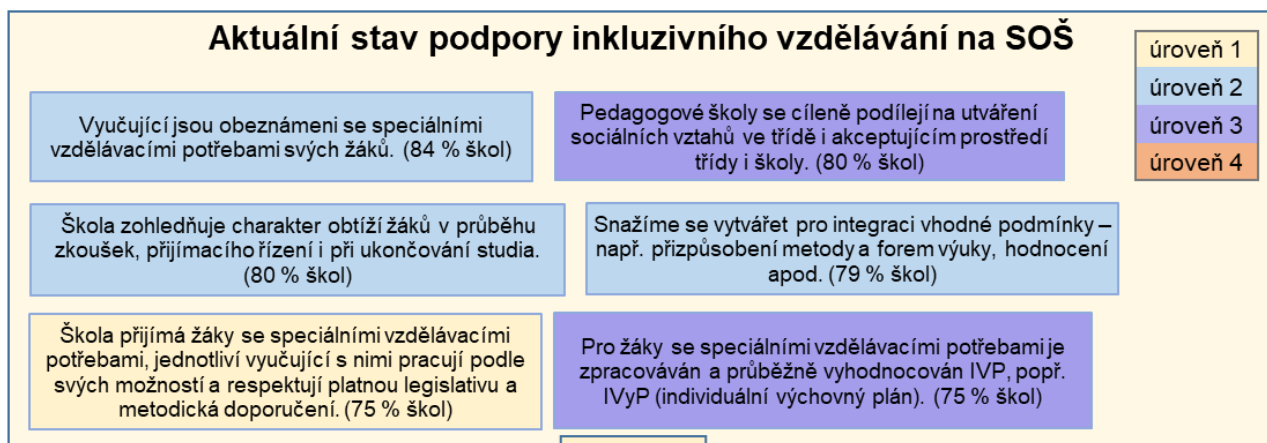 Aktuální stav podpory inkluzivního vzdělávání na SOŠ
úroveň 1
úroveň 2
úroveň 3
úroveň 4
Vyučující jsou obeznámeni se speciálními
vzdělávacími potřebami svých žáků. (84 % škol)
Pedagogové školy se cíleně podílejí na utváření
sociálních vztahů ve třídě i akceptujícím prostředí
třídy i školy. (80 % škol)
Škola zohledňuje charakter obtíží žáků v průběhu
zkoušek, přijímacího řízení i při ukončování studia.
(80 % škol)
Snažíme se vytvářet pro integraci vhodné podmínky –
např. přizpůsobení metody a forem výuky, hodnocení
apod. (79 % škol)
Škola přijímá žáky se speciálními vzdělávacími
potřebami, jednotliví vyučující s nimi pracují podle
svých možností a respektují platnou legislativu a
metodická doporučení. (75 % škol)
Pro žáky se speciálními vzdělávacími potřebami je
zpracováván a průběžně vyhodnocován IVP, popř.
IVyP (individuální výchovný plán). (75 % škol)